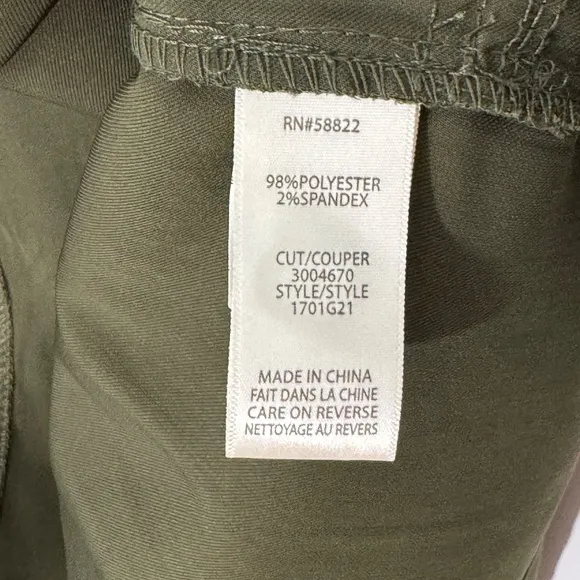 RN#58822
98%POLYESTER
2%SPANDEX
CUT/COUPER
3004670
STYLE/STYLE
1701G21
MADE IN CHINA
FAIT DANS LA CHINE
CARE ON REVERSE
NETTOYAGE AU REVERS